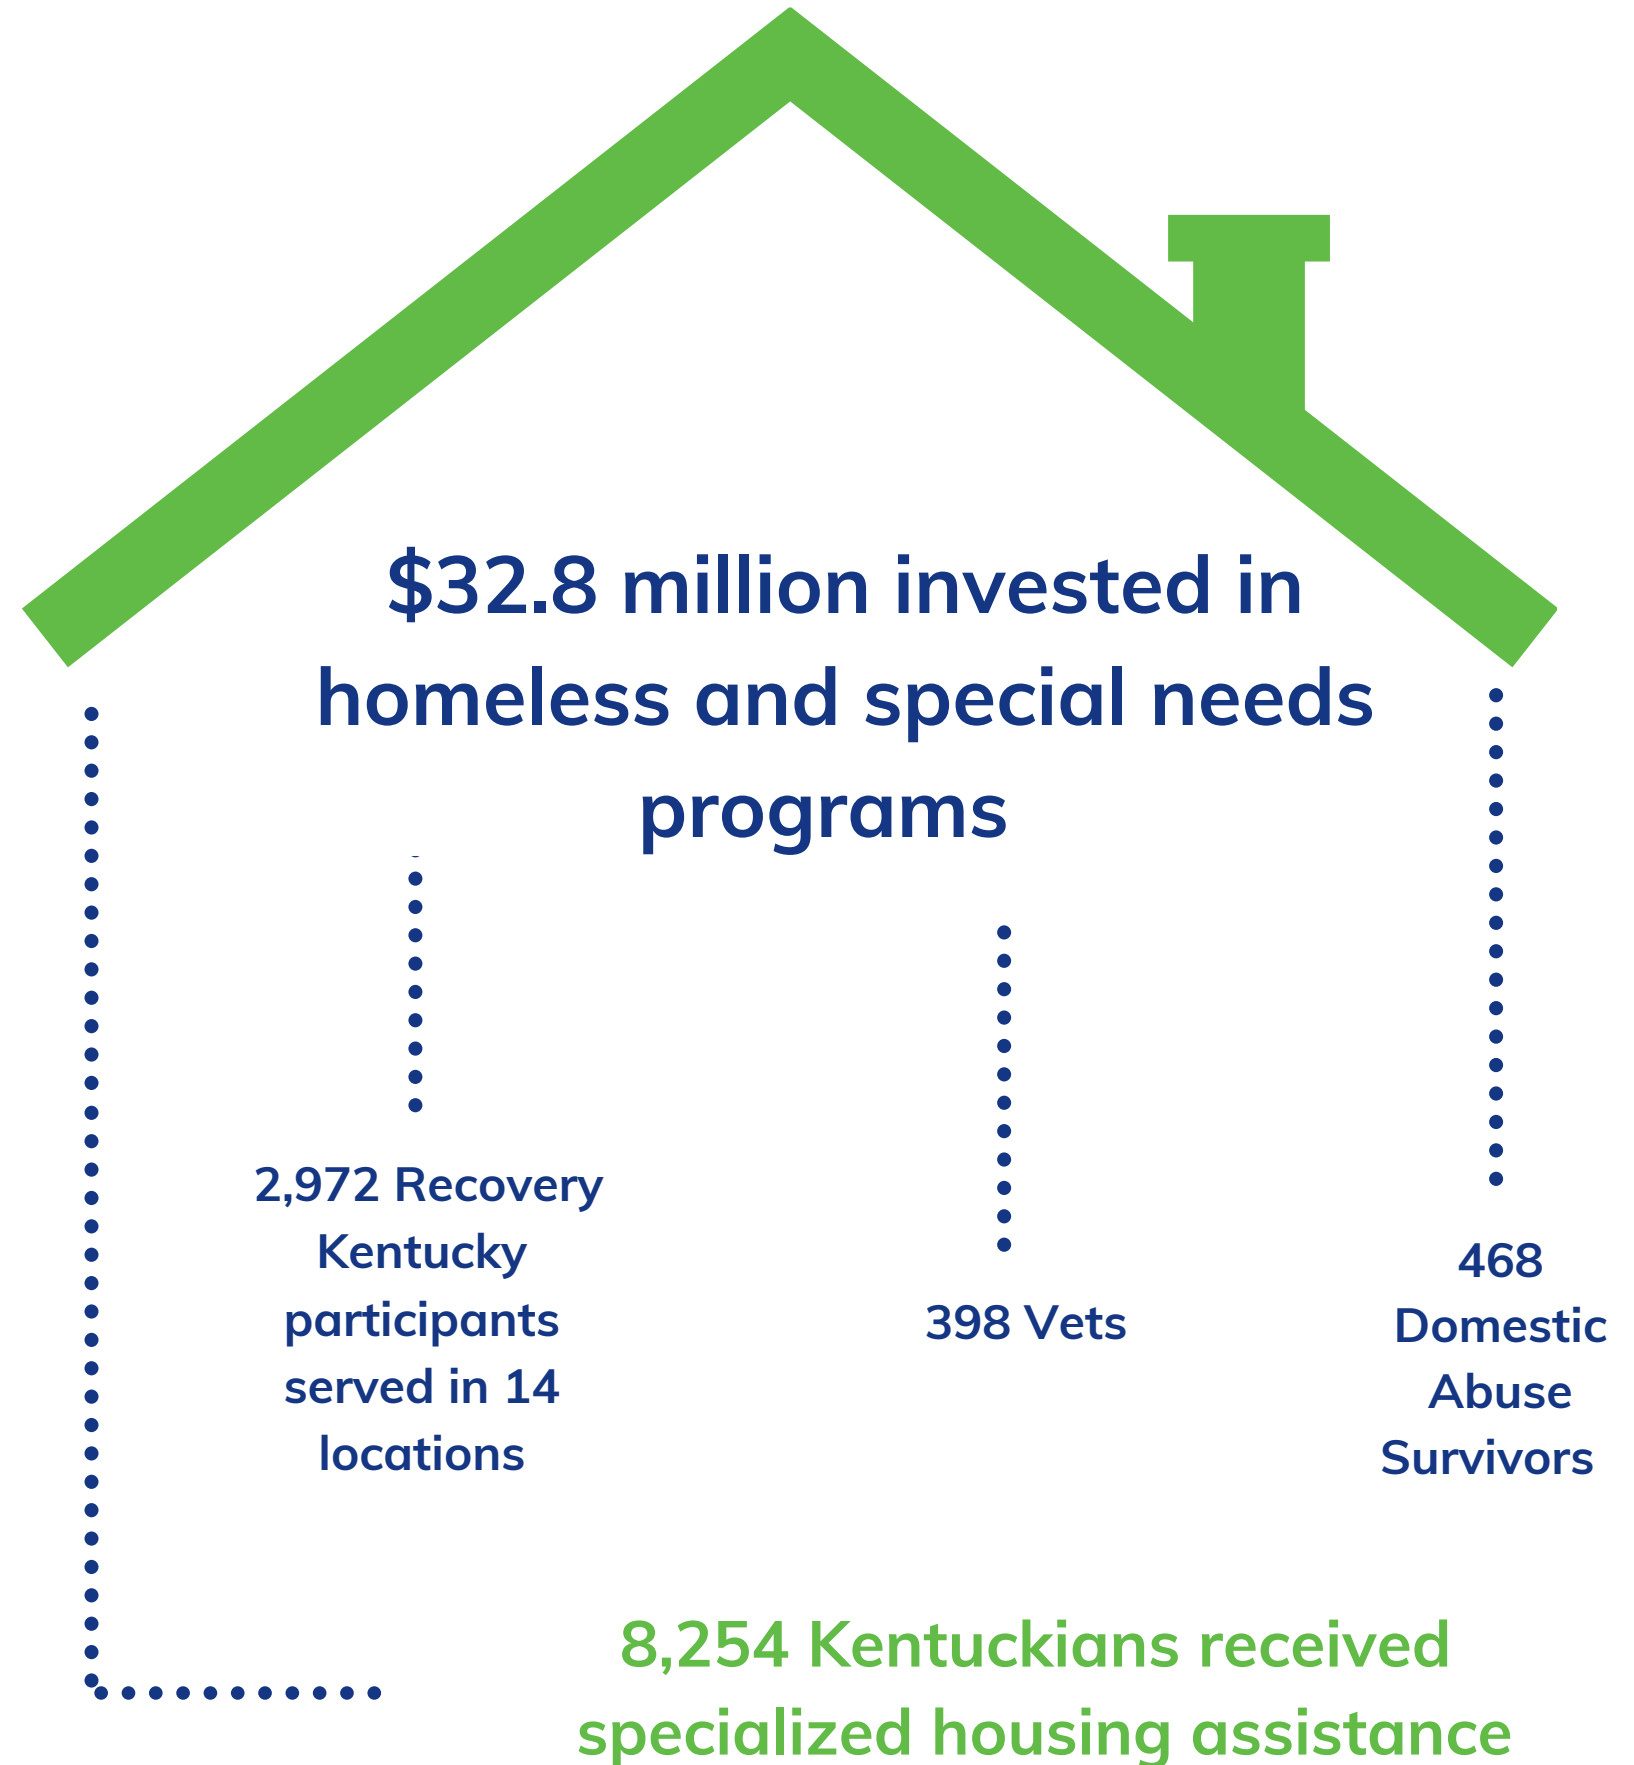 $32.8 million invested in
homeless and special needs
programs
2,972 Recovery
Kentucky
participants
served in 14
locations
398 Vets
468
Domestic
Abuse
Survivors
8,254 Kentuckians received
specialized housing assistance